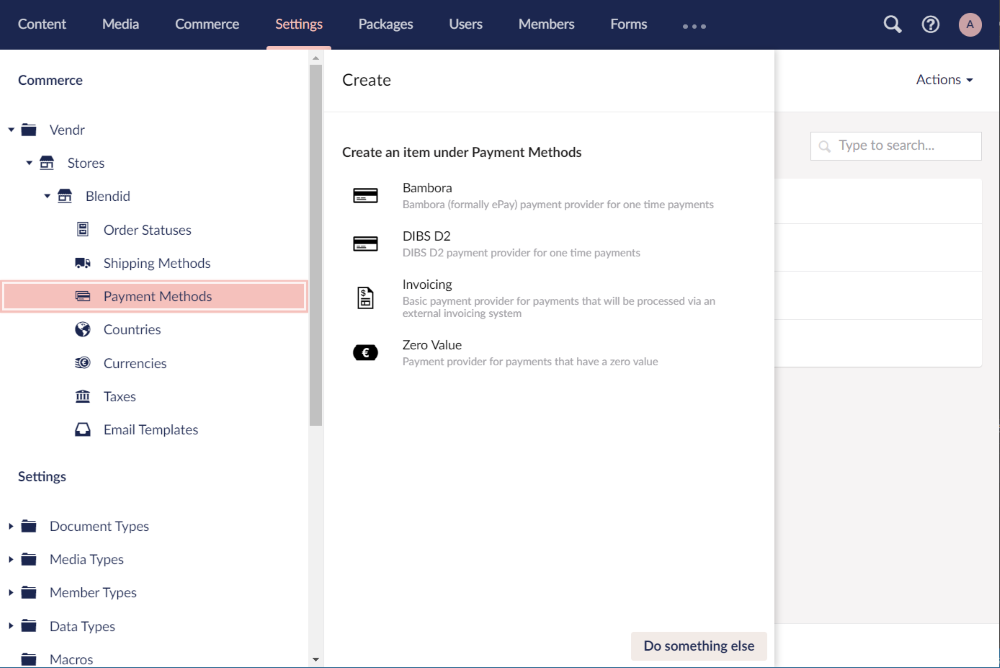 Content Media Commerce Settings Packages Users Members Forms A
Commerce
Vendr
Stores
Blendid
Order Statuses
Shipping Methods
Payment Methods
Countries
Currencies
Taxes
Email Templates
Settings
Document Types
Media Types
Member Types
Data Types
Macros
Create
Create an item under Payment Methods
Bambora
Bambora (formally ePay) payment provider for one time payments
DIBS D2
DIBS D2 payment provider for one time payments
Invoicing
Basic payment provider for payments that will be processed via an
external invoicing system
Zero Value
Payment provider for payments that have a zero value
Do something else
Actions
Type to search...